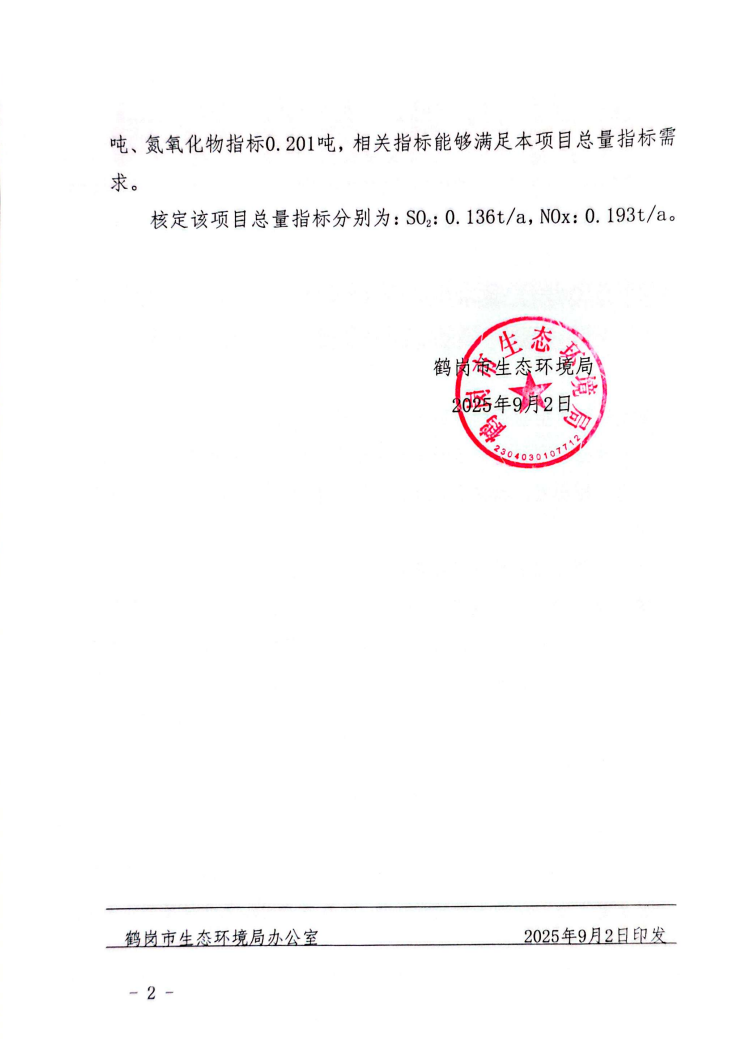 吨、氮氧化物指标0.201吨，相关指标能够满足本项目总量指标需
求。
核定该项目总量指标分别为：SO₂：0.136t/a，NOx：0.193t/a。
鹤岗市生态环境局
2025年9月2日
鹤岗市生态环境局
2304030107712
鹤岗市生态环境局办公室 2025年9月2日印发
- 2 -